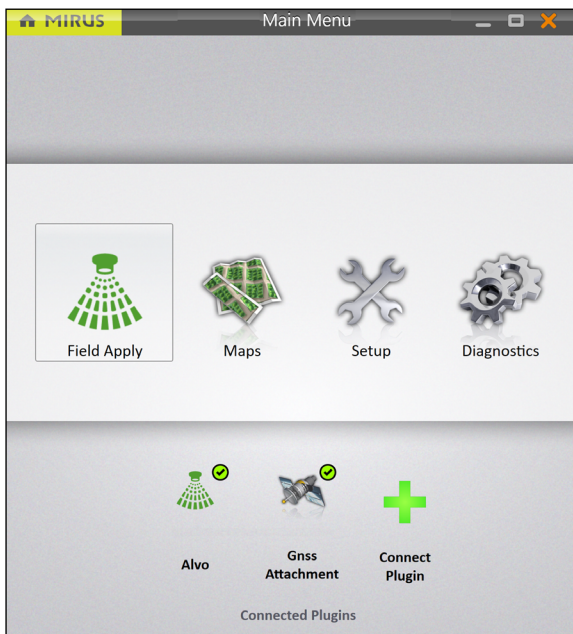 MIRUS
Main Menu
Field Apply
Maps
Setup
Diagnostics
Alvo
Gnss
Attachment
Connect
Plugin
Connected Plugins